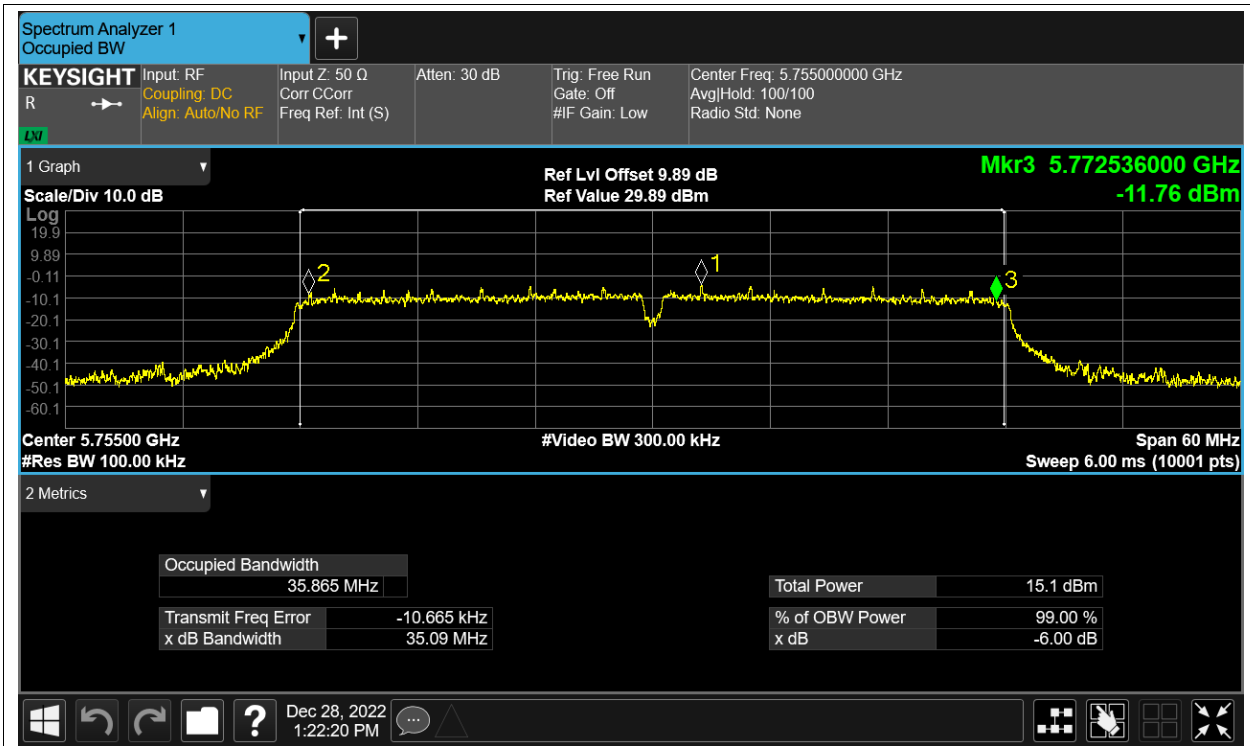 Spectrum Analyzer 1
Occupied BW
KEYSIGHT
R
LXI
Input: RF
Coupling: DC
Align: Auto/No RF
Input Z: 50 Ω
Corr CCorr
Freq Ref: Int (S)
Atten: 30 dB
Trig: Free Run
Gate: Off
#IF Gain: Low
Center Freq: 5.755000000 GHz
Avg|Hold: 100/100
Radio Std: None
1 Graph
Scale/Div 10.0 dB
Ref Lvl Offset 9.89 dB
Ref Value 29.89 dBm
Mkr3 5.772536000 GHz
-11.76 dBm
Log
19.9
9.89
-0.11
-10.1
-20.1
-30.1
-40.1
-50.1
-60.1
2
1
3
Center 5.75500 GHz
#Video BW 300.00 kHz
Span 60 MHz
#Res BW 100.00 kHz
Sweep 6.00 ms (10001 pts)
2 Metrics
Occupied Bandwidth
35.865 MHz
Transmit Freq Error -10.665 kHz
x dB Bandwidth 35.09 MHz
Total Power 15.1 dBm
% of OBW Power 99.00 %
x dB -6.00 dB
Dec 28, 2022
1:22:20 PM